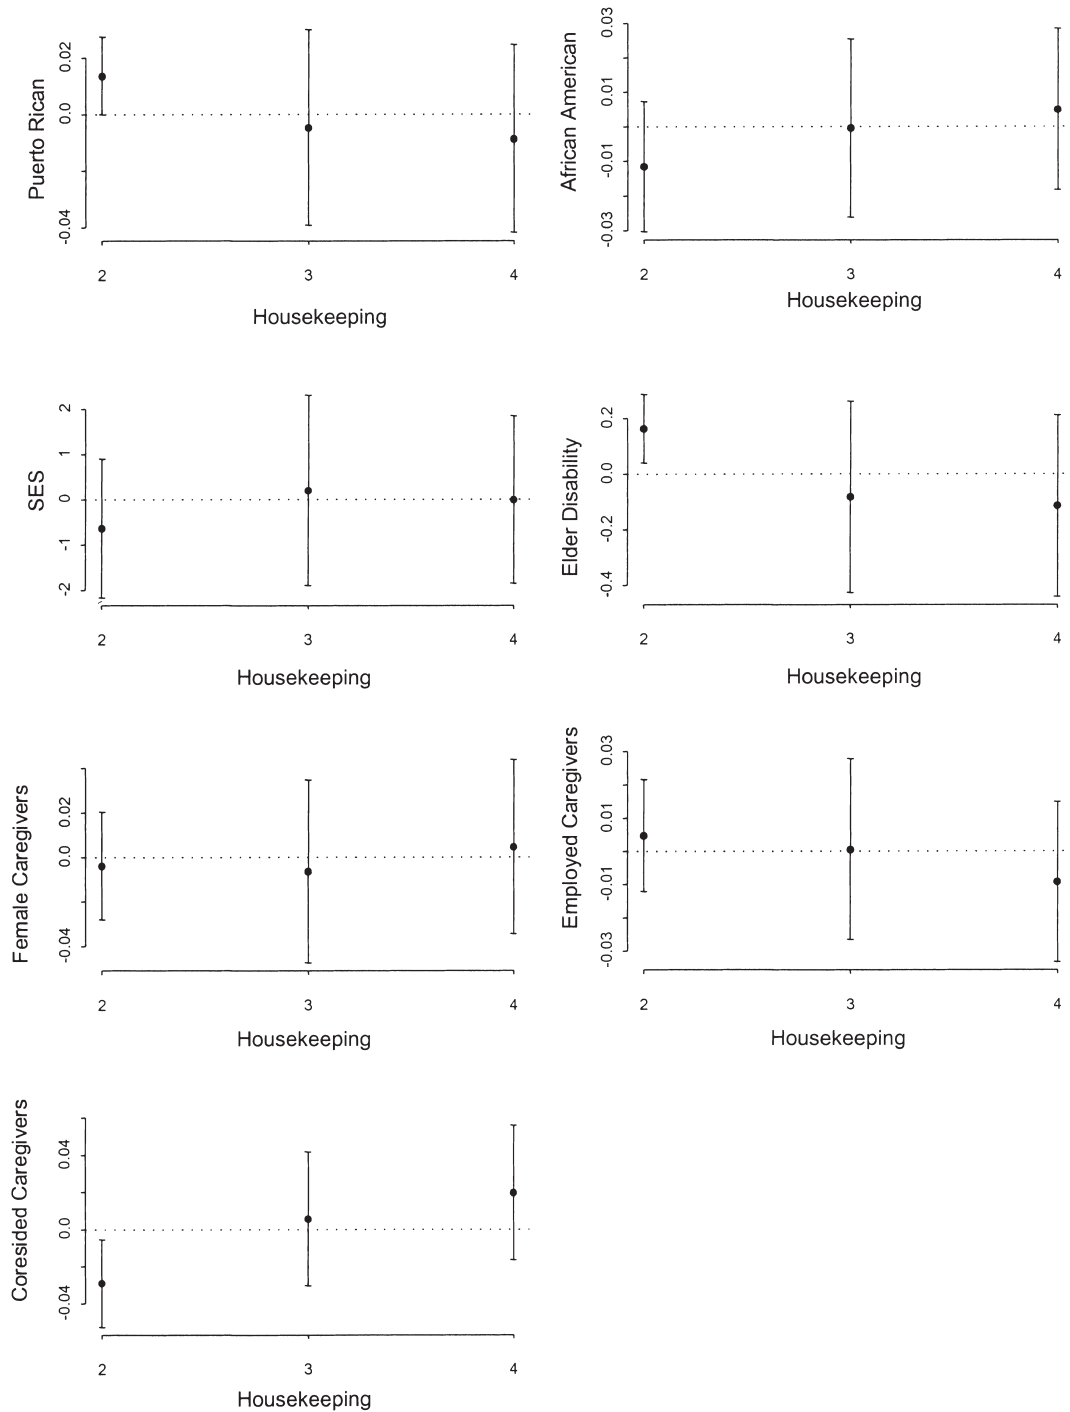 Puerto Rican
0.02
0.0
-0.04
2 3 4
Housekeeping
African American
0.03
0.01
-0.01
-0.03
2 3 4
Housekeeping
SES
2
1
0
-1
-2
2 3 4
Housekeeping
Elder Disability
0.2
0.0
-0.2
-0.4
2 3 4
Housekeeping
Female Caregivers
0.02
0.0
-0.04
2 3 4
Housekeeping
Employed Caregivers
0.03
0.01
-0.01
-0.03
2 3 4
Housekeeping
Coresided Caregivers
0.04
0.0
-0.04
2 3 4
Housekeeping